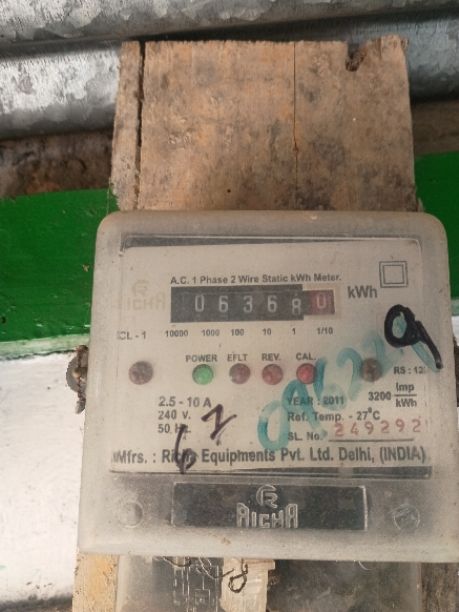 A.C. 1 Phase 2 Wire Static kWh Meter.
RICHA
063680 kWh
CL - 1 10000 1000 100 10 1 1/10
POWER EFLT REV. CAL.
2.5 - 10 A YEAR : 2011 3200 Imp/kWh
240 V. Ref. Temp. - 27°C
50 Hz. SL. No. 249292
Mfrs. : Richa Equipments Pvt. Ltd. Delhi, (INDIA)
67
RICHA